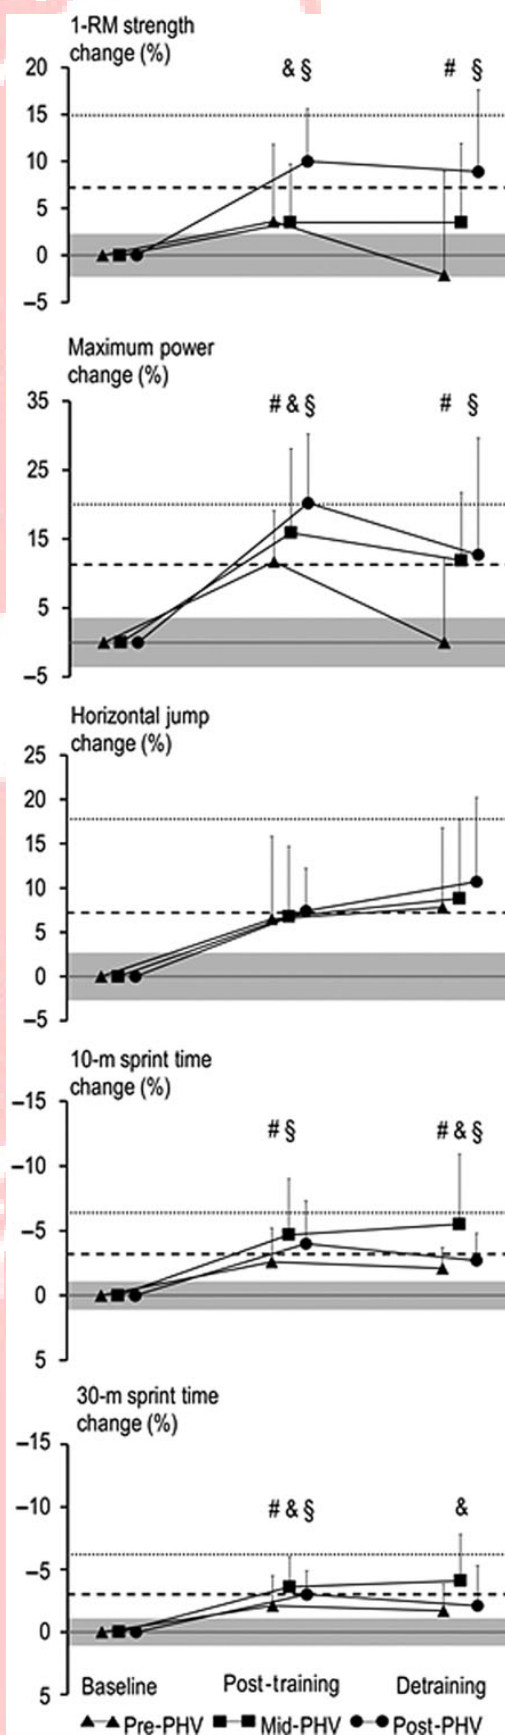 1-RM strength
change (%)
20
& §
# §
15
10
5
0
–5
Maximum power
change (%)
35
# & §
# §
25
15
5
–5
Horizontal jump
change (%)
25
20
15
10
5
0
–5
10-m sprint time
change (%)
–15
# §
# & §
–10
–5
0
5
30-m sprint time
change (%)
–15
–10
# & §
&
–5
0
5
Baseline Post-training Detraining
Pre-PHV Mid-PHV Post-PHV